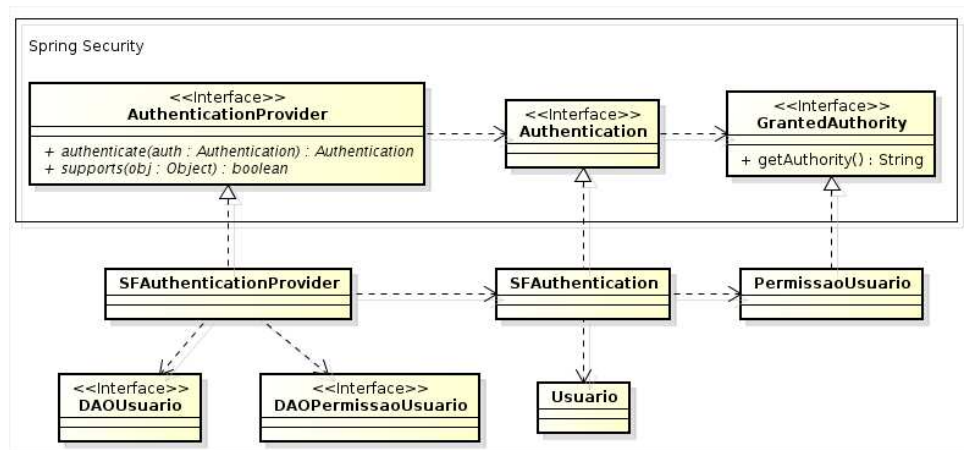 Spring Security
<<Interface>>
AuthenticationProvider
+ authenticate(auth : Authentication) : Authentication
+ supports(obj : Object) : boolean
<<Interface>>
Authentication
<<Interface>>
GrantedAuthority
+ getAuthority() : String
SFAuthenticationProvider
SFAuthentication
PermissaoUsuario
<<Interface>>
DAOUsuario
<<Interface>>
DAOPermissaoUsuario
Usuario